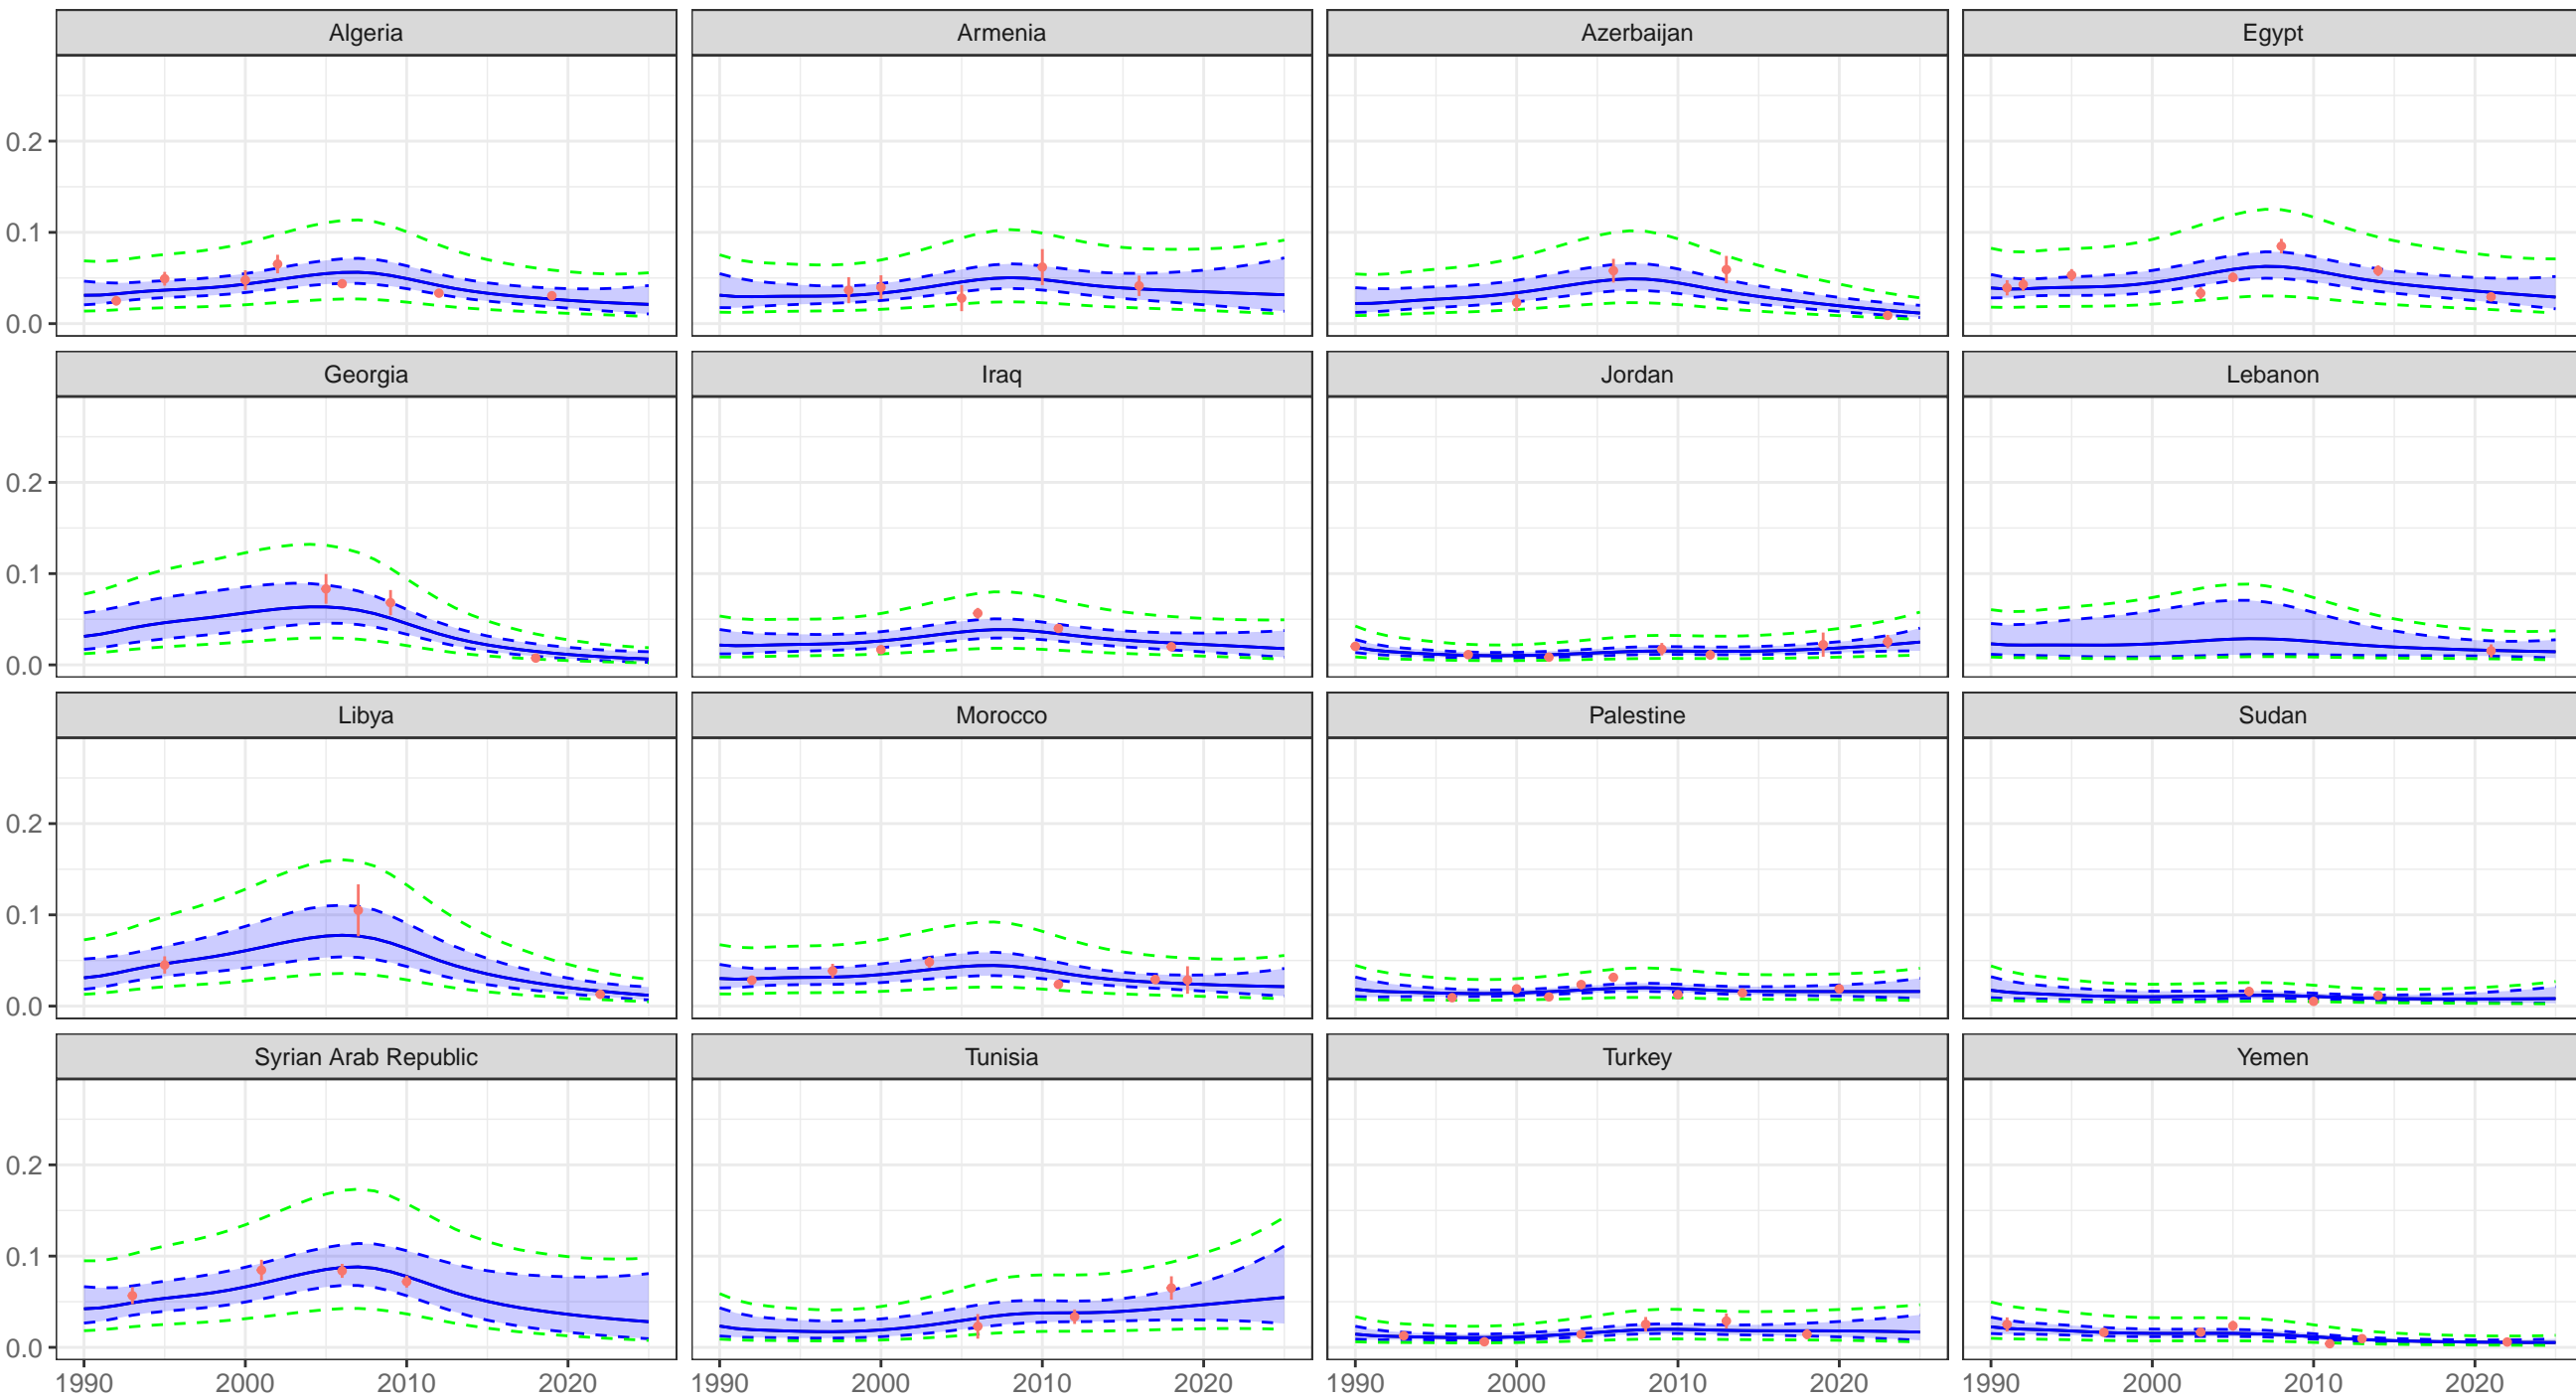 Algeria Armenia Azerbaijan Egypt
0.2
0.1
0.0
Georgia Iraq Jordan Lebanon
0.2
0.1
0.0
Libya Morocco Palestine Sudan
0.2
0.1
0.0
Syrian Arab Republic Tunisia Turkey Yemen
0.2
0.1
0.0
1990 2000 2010 2020 1990 2000 2010 2020 1990 2000 2010 2020 1990 2000 2010 2020